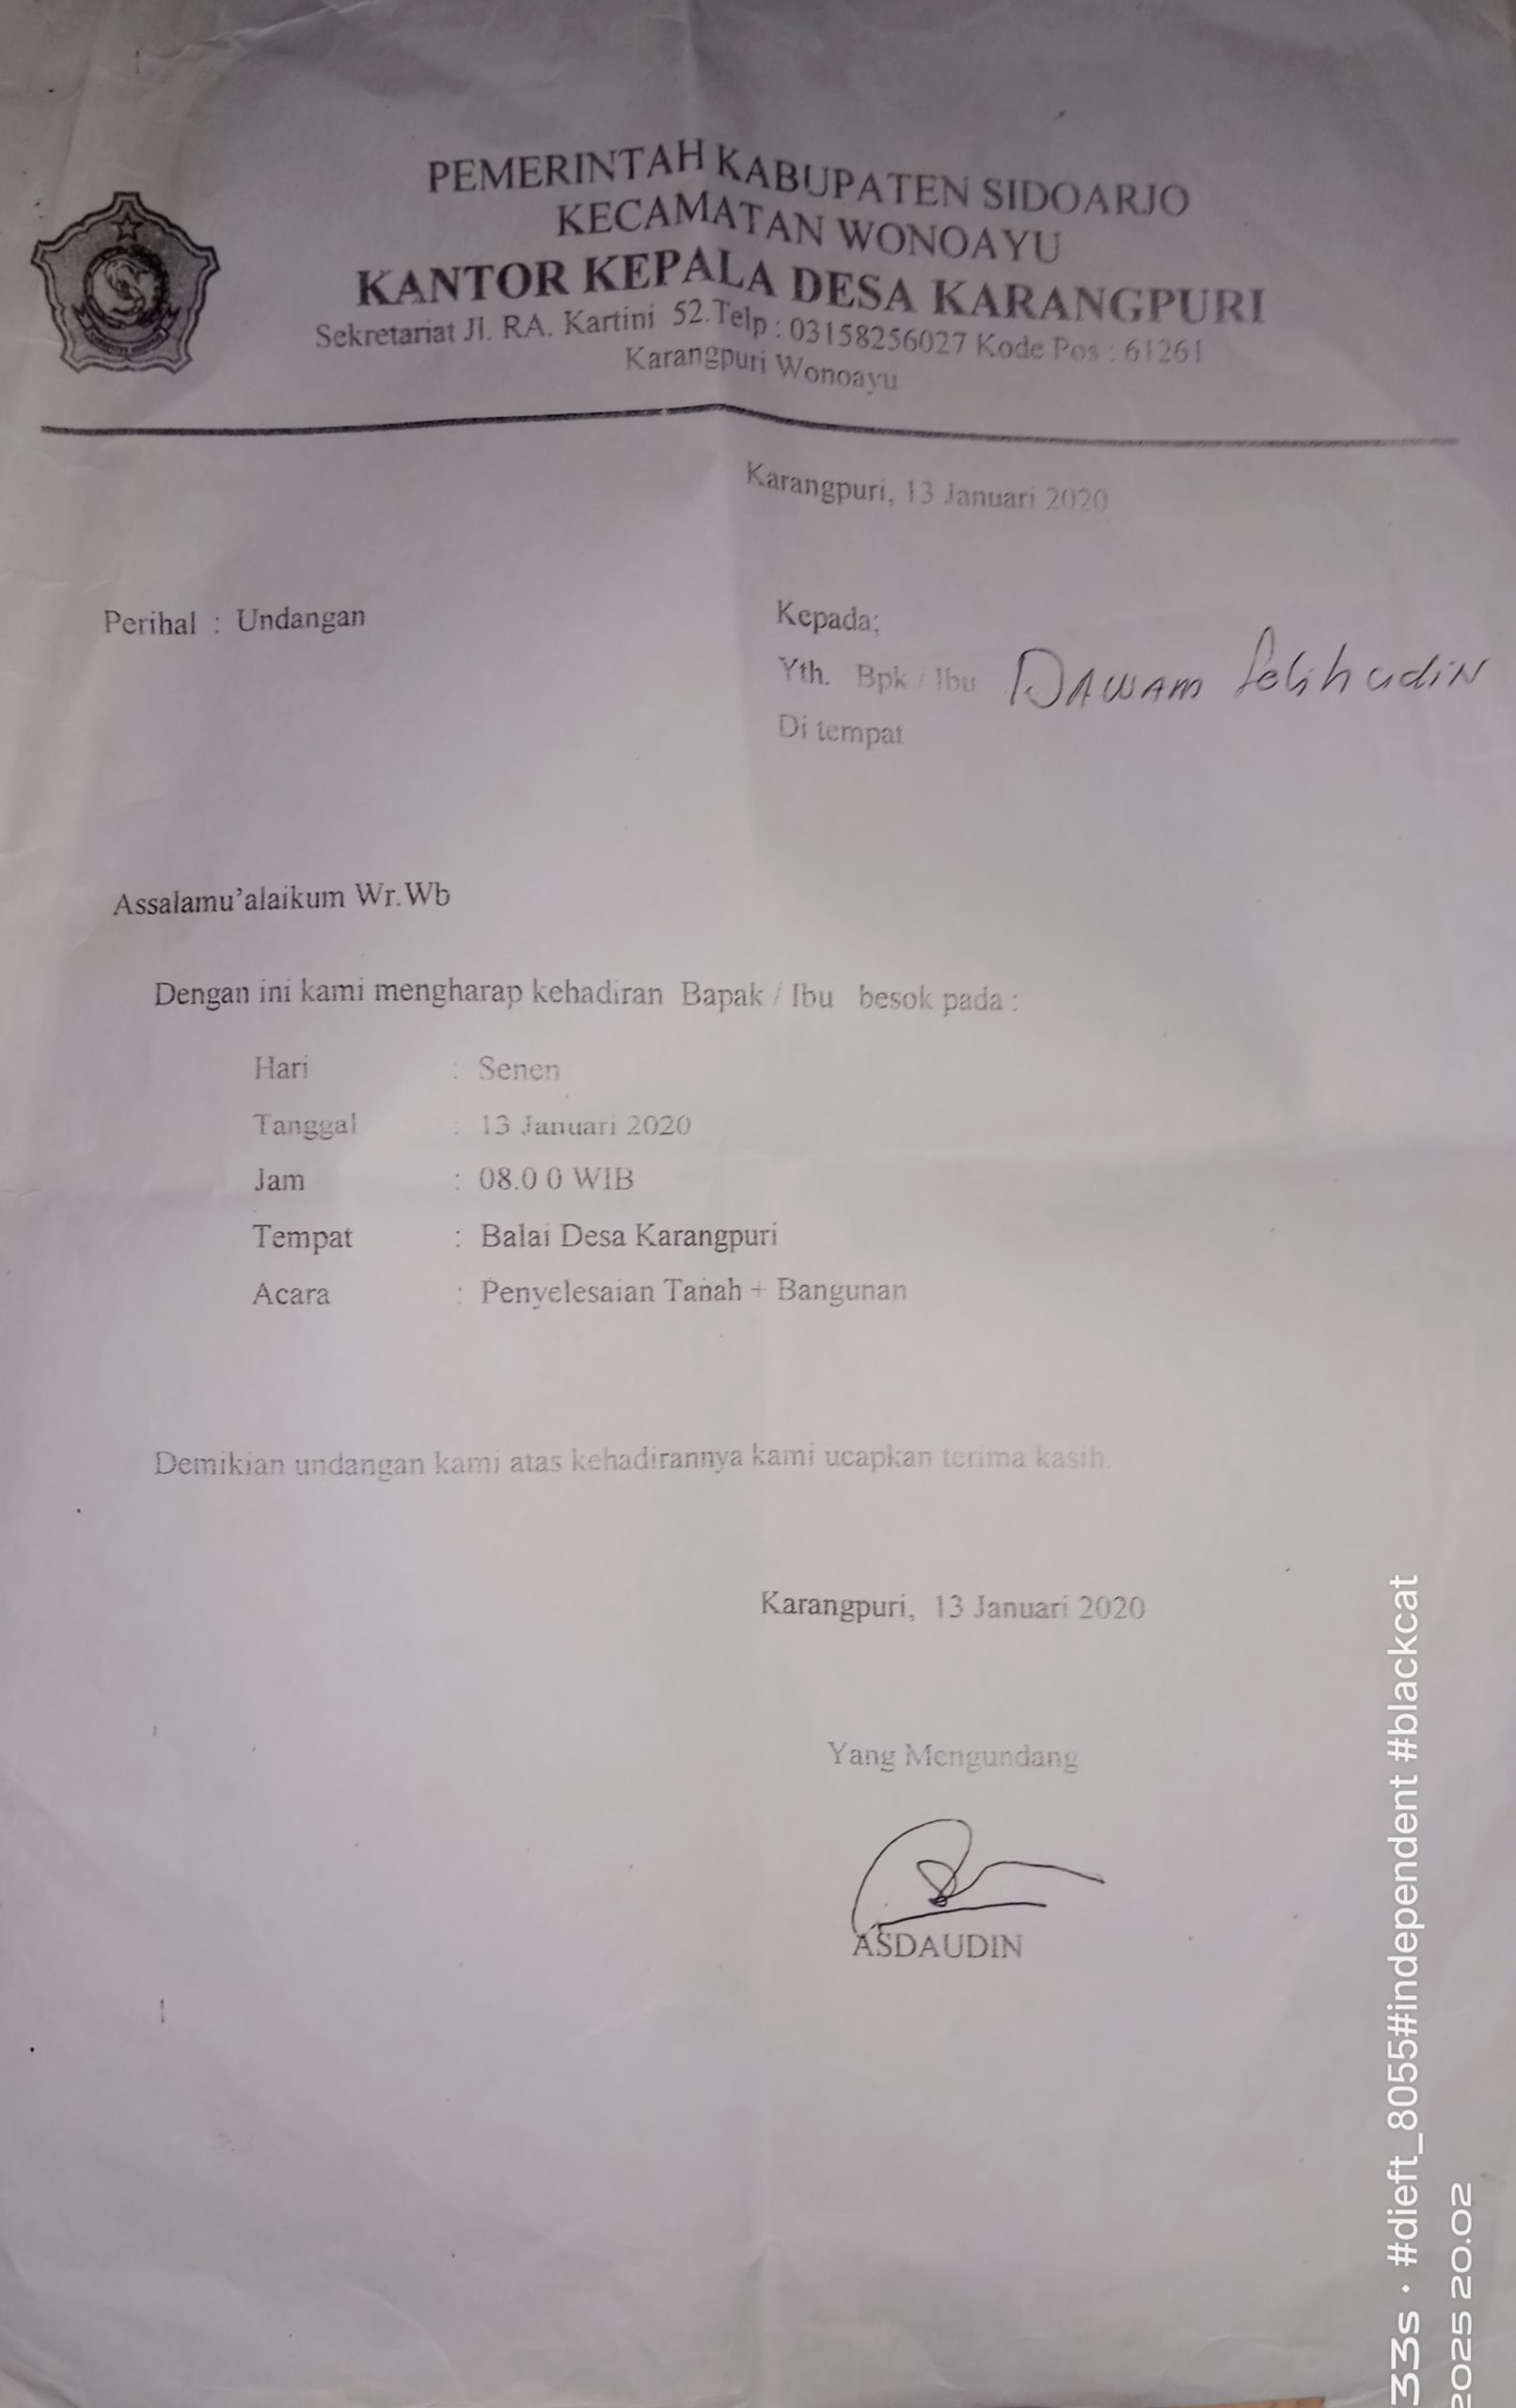 PEMERINTAH KABUPATEN SIDOARJO
KECAMATAN WONOAYU
KANTOR KEPALA DESA KARANGPURI
Sekretariat Jl. RA. Kartini 52.Telp : 03158256027 Kode Pos : 61261
Karangpuri Wonoayu
Karangpuri, 13 Januari 2020
Perihal : Undangan
Kepada;
Yth. Bpk / Ibu DAWAM
Di tempat
Assalamu'alaikum Wr.Wb
Dengan ini kami mengharap kehadiran Bapak / Ibu besok pada :
Hari : Senen
Tanggal : 13 Januari 2020
Jam : 08.0 0 WIB
Tempat : Balai Desa Karangpuri
Acara : Penyelesaian Tanah + Bangunan
Demikian undangan kami atas kehadirannya kami ucapkan terima kasih.
Karangpuri, 13 Januari 2020
Yang Mengundang
ASDAUDIN
33s • #dieft_8055#independent #blackcat
2025 20.02